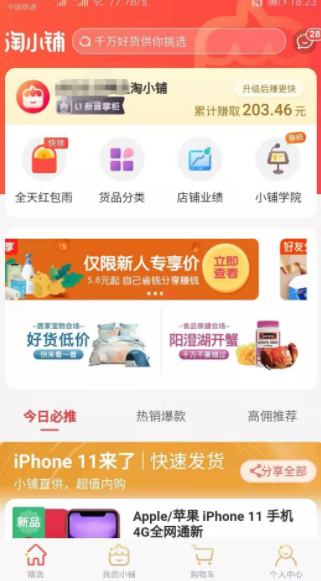 中国联通
77.7B/s
18:23
淘小铺
千万好货供你挑选
28
淘小铺
升级后赚更快
L1 新晋掌柜
累计赚取203.46元
快领
导师
全天红包雨
货品分类
店铺业绩
小铺学院
仅限新人专享价
5.8元起 自己省钱分享赚钱
立即
查看
好友
居家宠物会场
好货低价
快来看一看
食品保健会场
阳澄湖开蟹
千万不要错过
今日必推
热销爆款
高佣推荐
iPhone 11来了
快速发货
小铺直供，超值内购
分享全部
新品
Apple/苹果 iPhone 11 手机
4G全网通新
精选
我的小铺
购物车
个人中心